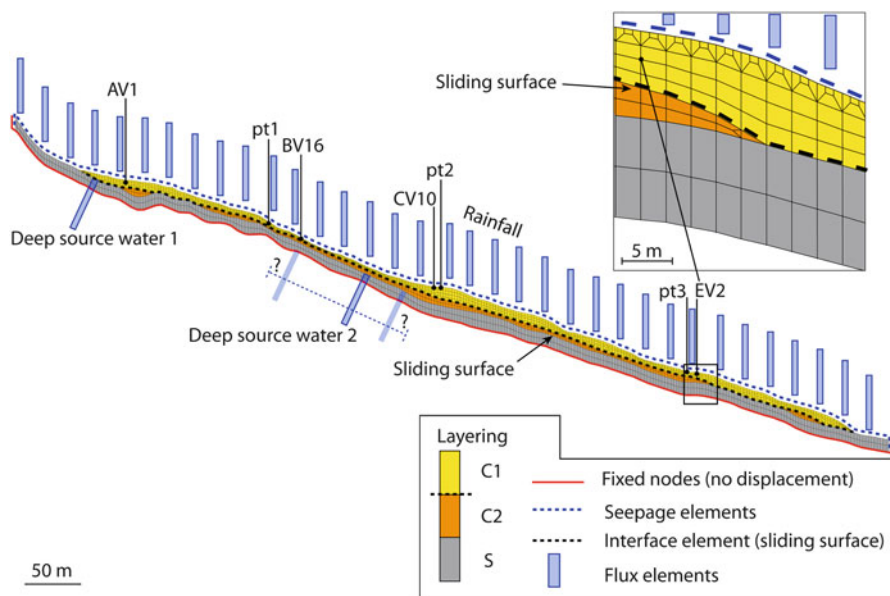 Sliding surface
5 m
AV1
pt1
BV16
pt2
CV10
Rainfall
Deep source water 1
?
?
Deep source water 2
Sliding surface
pt3
EV2
Layering
C1
C2
S
Fixed nodes (no displacement)
Seepage elements
Interface element (sliding surface)
Flux elements
50 m